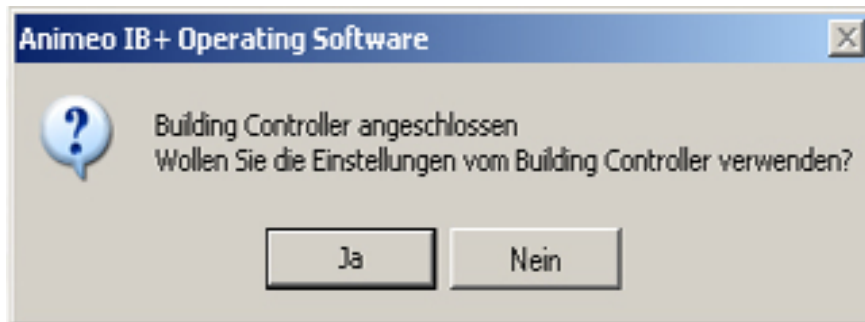 Animeo IB+ Operating Software
Building Controller angeschlossen
Wollen Sie die Einstellungen vom Building Controller verwenden?
Ja
Nein